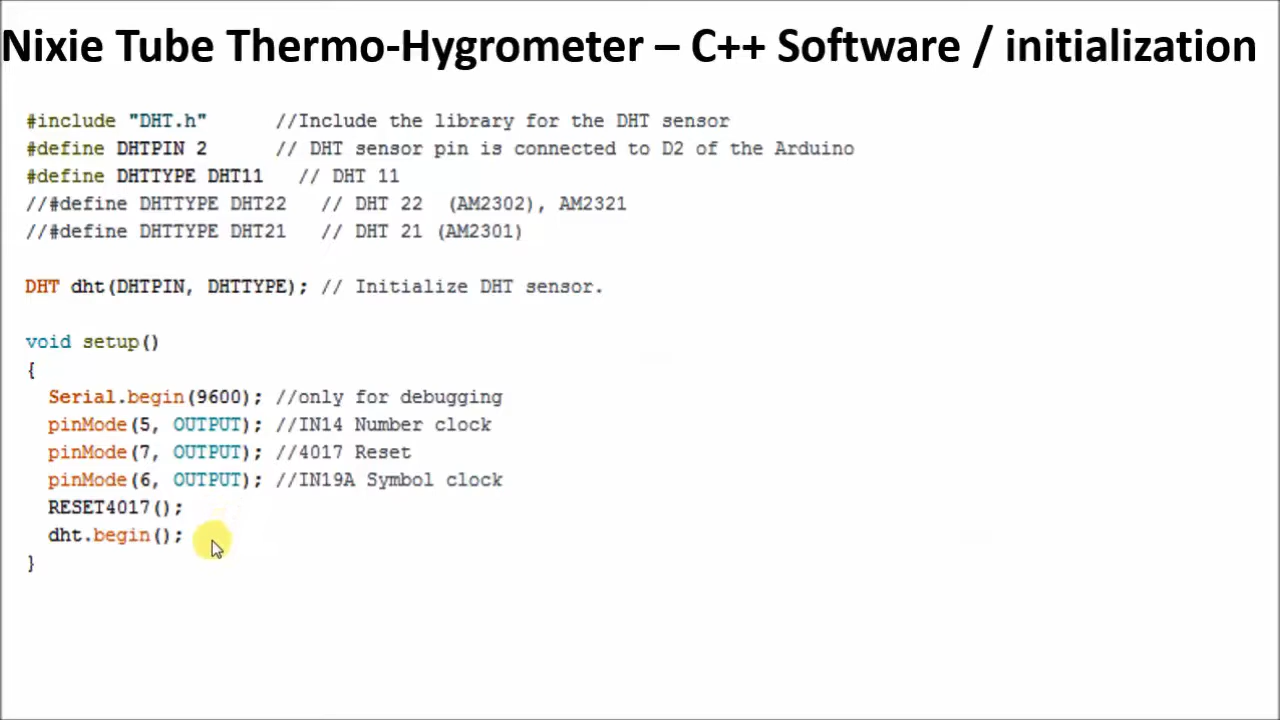 Nixie Tube Thermo-Hygrometer – C++ Software / initialization
#include "DHT.h"      //Include the library for the DHT sensor
#define DHTPIN 2      // DHT sensor pin is connected to D2 of the Arduino
#define DHTTYPE DHT11   // DHT 11
//#define DHTTYPE DHT22   // DHT 22  (AM2302), AM2321
//#define DHTTYPE DHT21   // DHT 21 (AM2301)
DHT dht(DHTPIN, DHTTYPE); // Initialize DHT sensor.
void setup()
{
  Serial.begin(9600); //only for debugging
  pinMode(5, OUTPUT); //IN14 Number clock
  pinMode(7, OUTPUT); //4017 Reset
  pinMode(6, OUTPUT); //IN19A Symbol clock
  RESET4017();
  dht.begin();
}